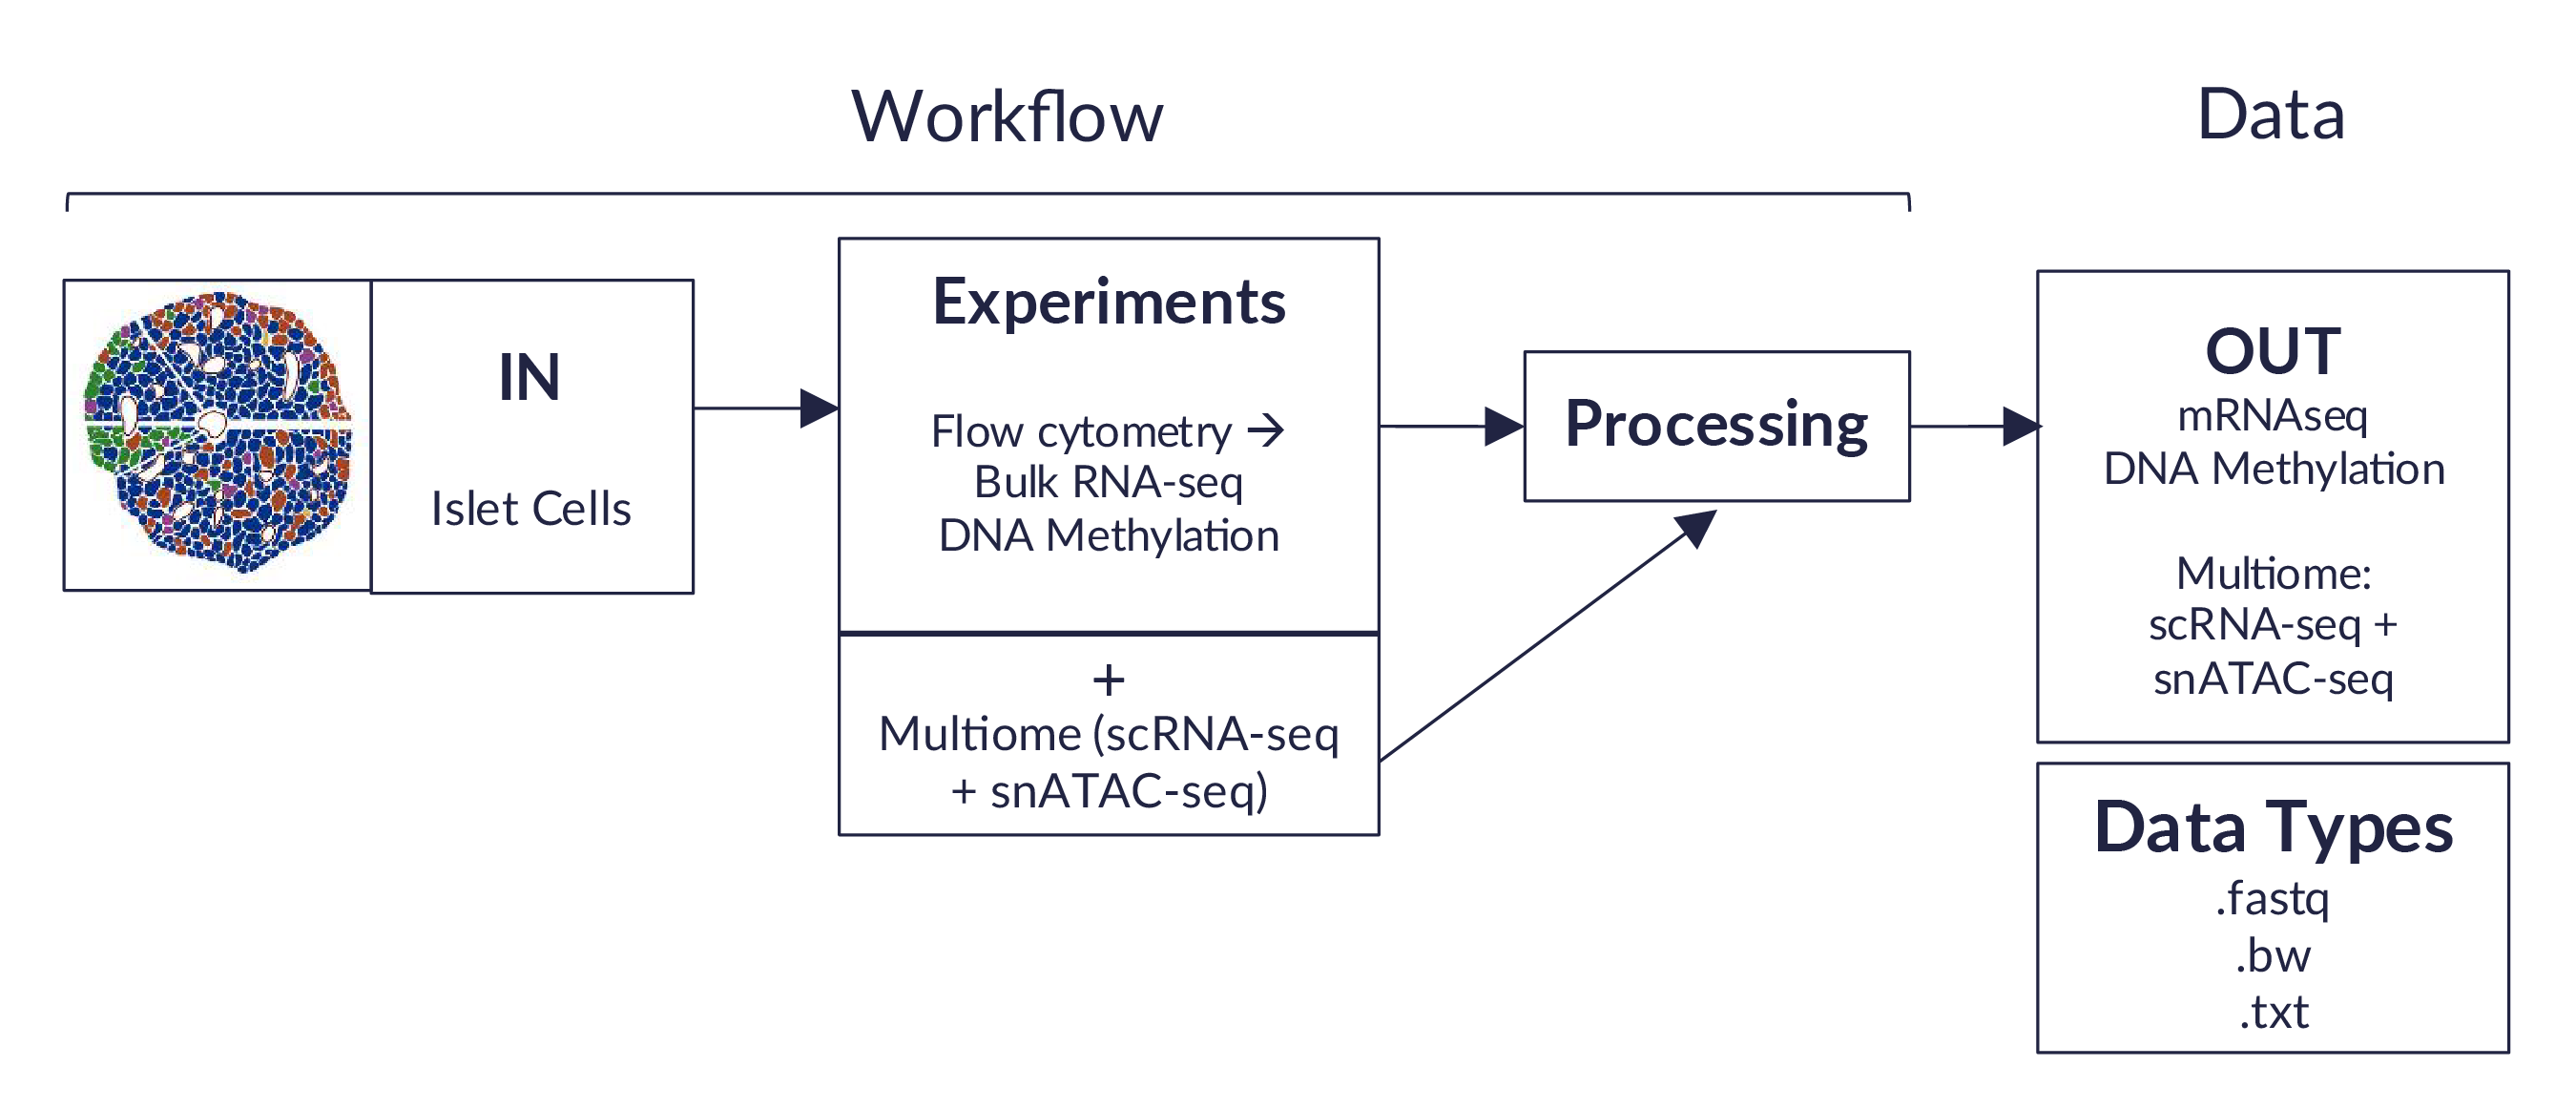 Workflow
Data
IN
Islet Cells
Experiments
Flow cytometry →
Bulk RNA-seq
DNA Methylation
+
Multiome (scRNA-seq
+ snATAC-seq)
Processing
OUT
mRNAseq
DNA Methylation
Multiome:
scRNA-seq +
snATAC-seq
Data Types
.fastq
.bw
.txt